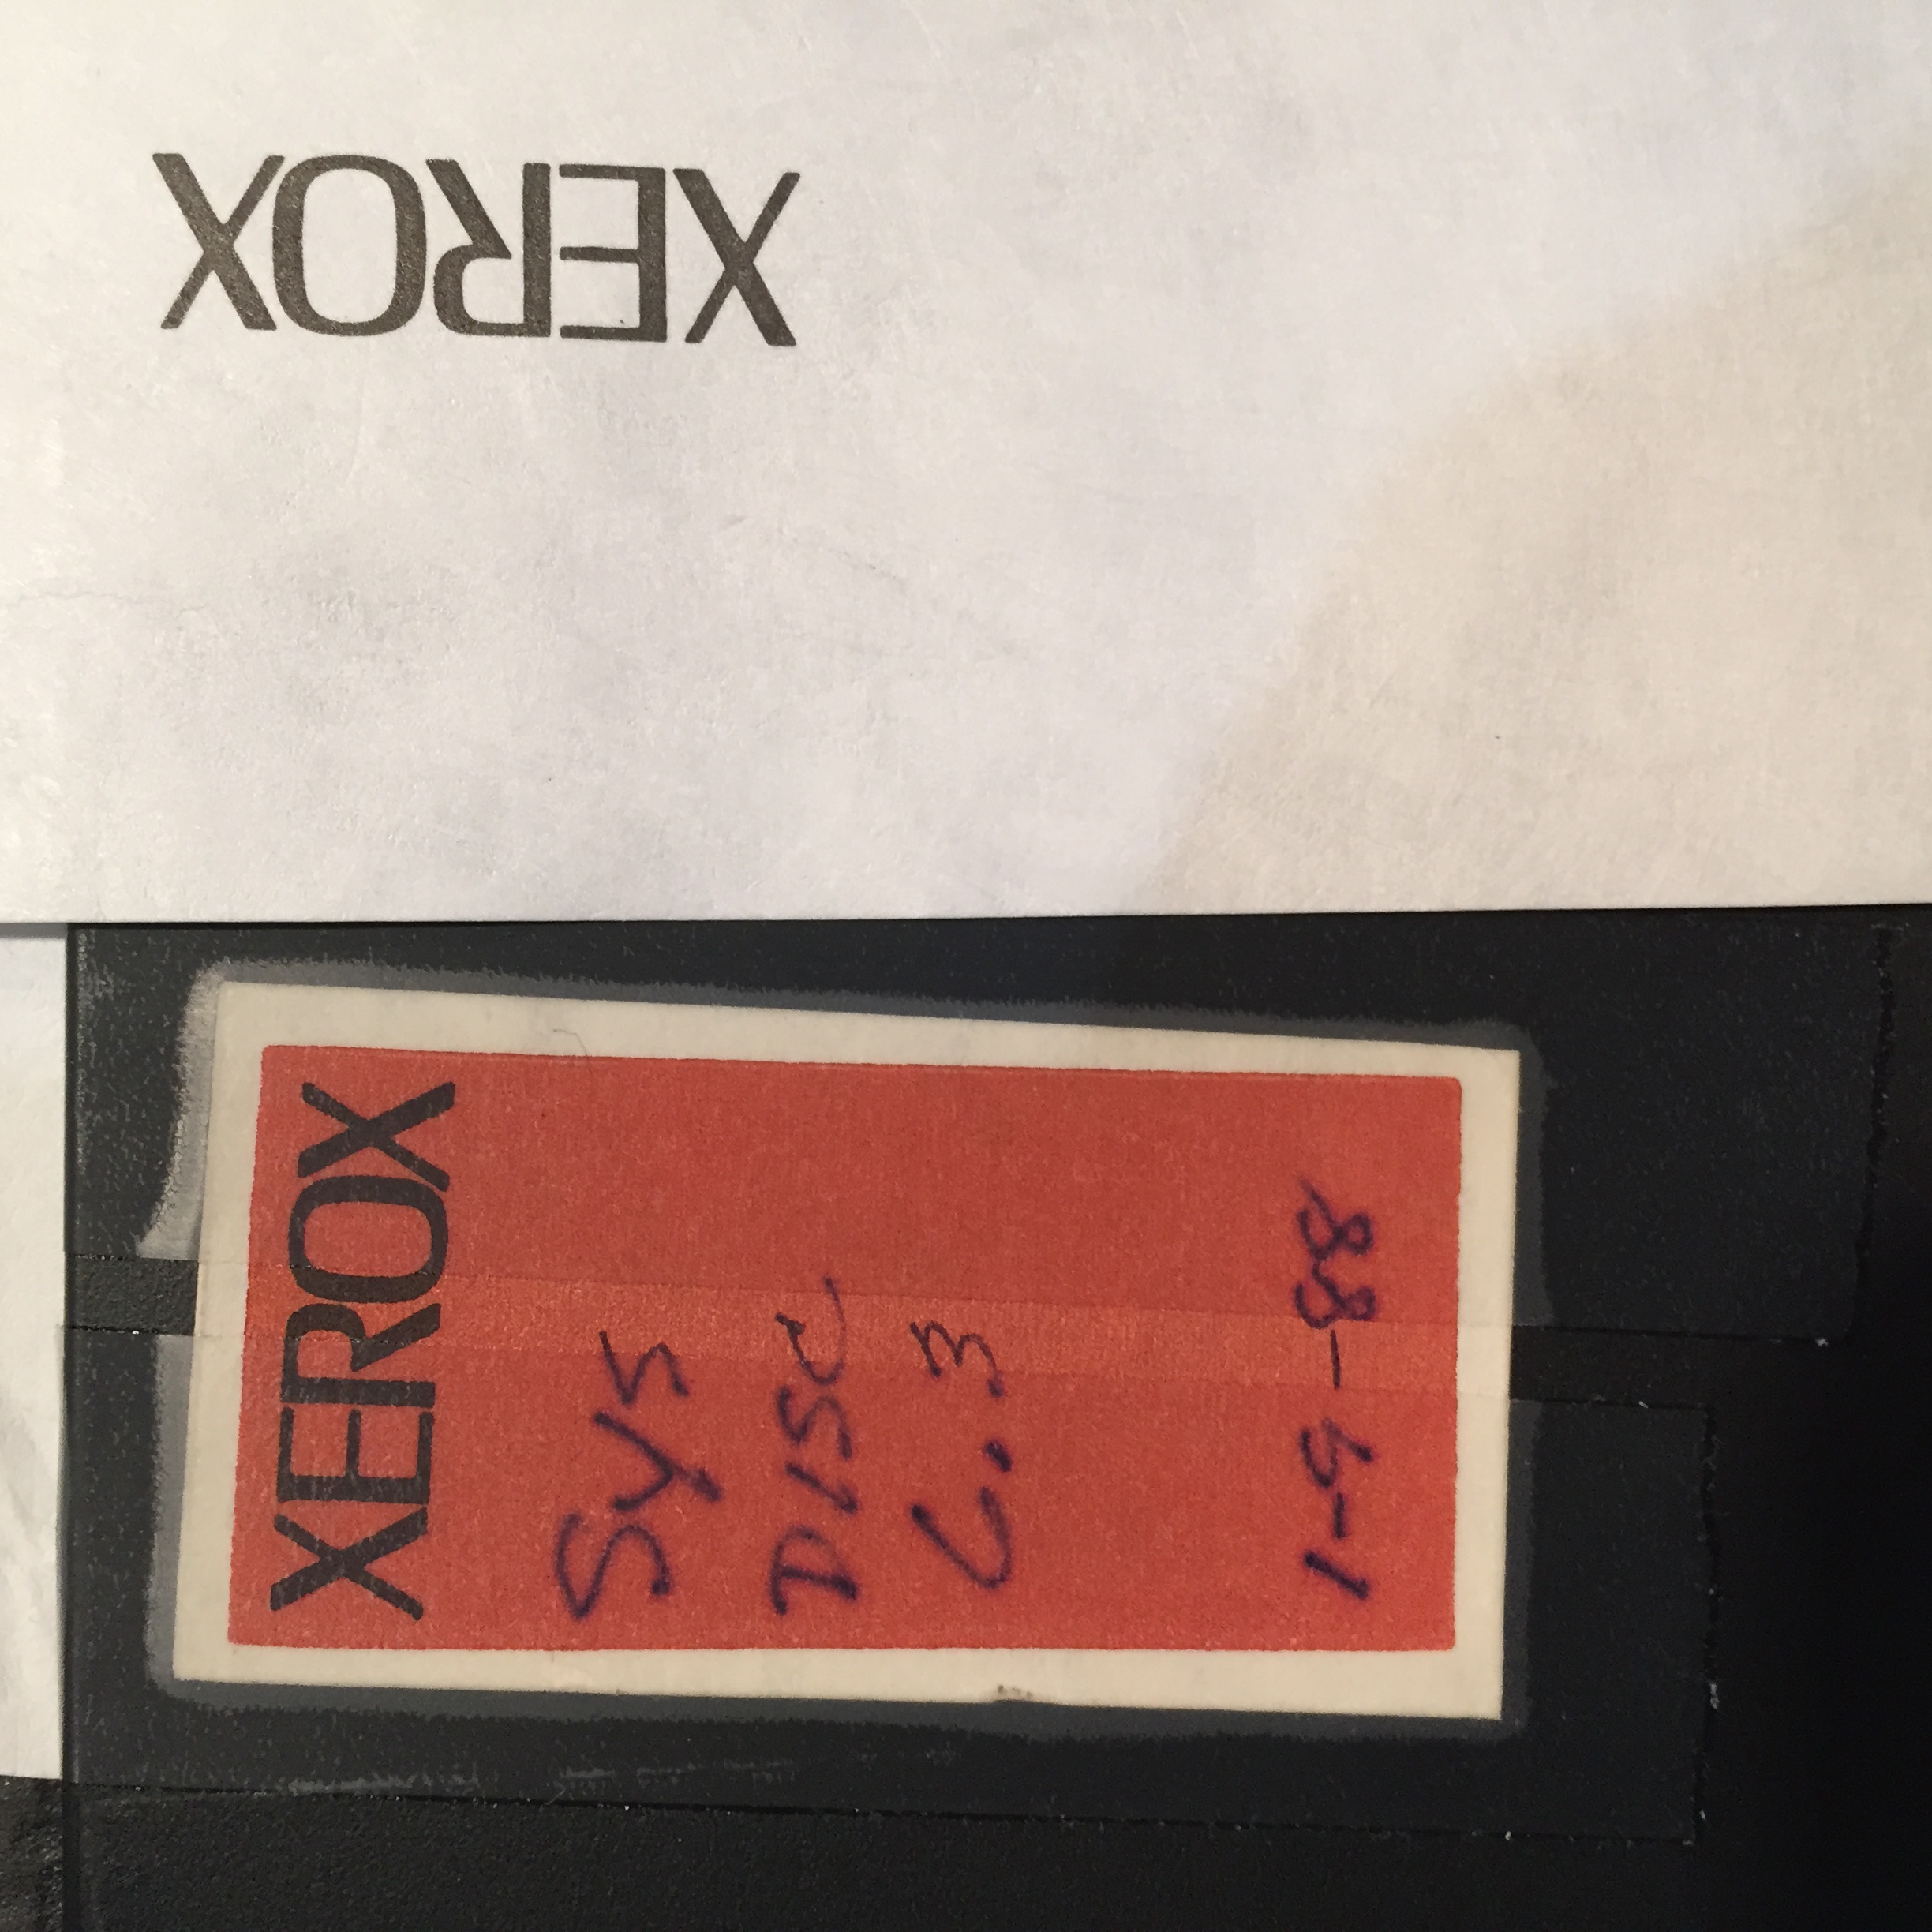 XEROX
XEROX
SYS
DISC
6.3
1-9-88